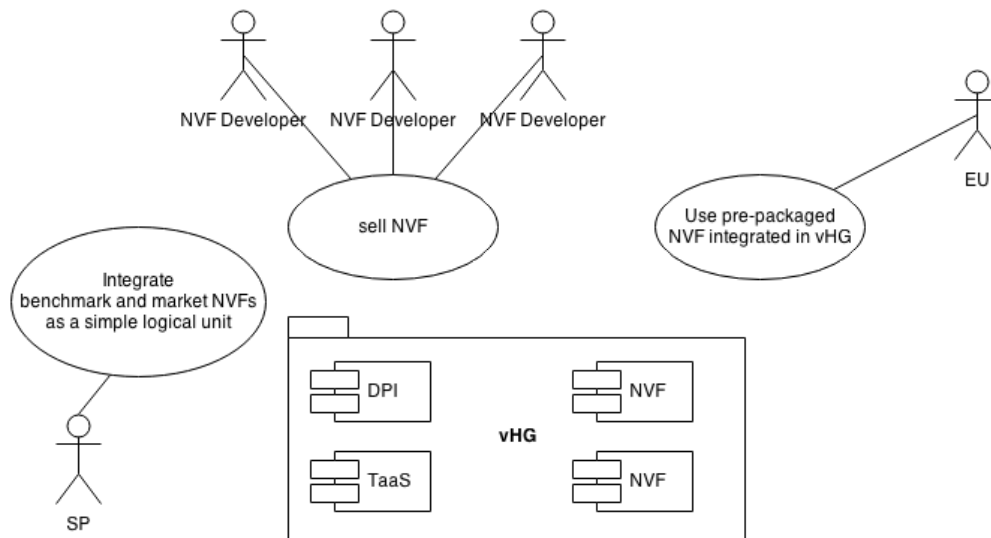 NVF Developer
NVF Developer
NVF Developer
EU
sell NVF
Use pre-packaged
NVF integrated in vHG
Integrate
benchmark and market NVFs
as a simple logical unit
SP
DPI
NVF
vHG
TaaS
NVF